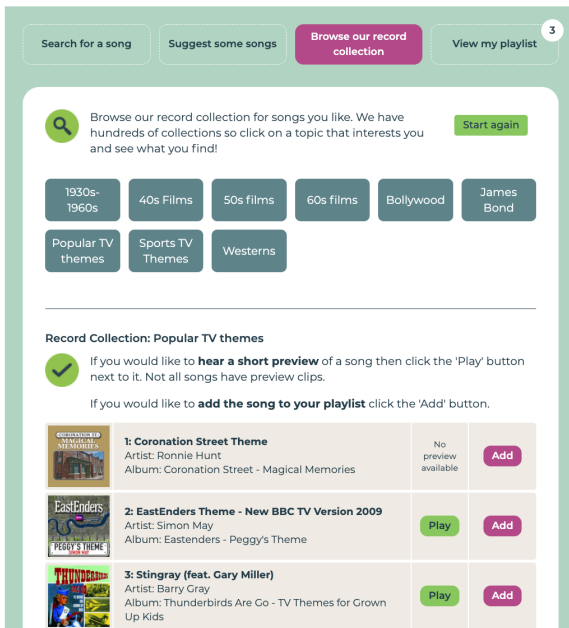 3
Search for a song
Suggest some songs
Browse our record
collection
View my playlist
Browse our record collection for songs you like. We have
hundreds of collections so click on a topic that interests you
and see what you find!
Start again
1930s-
1960s
40s Films
50s films
60s films
Bollywood
James
Bond
Popular TV
themes
Sports TV
Themes
Westerns
Record Collection: Popular TV themes
If you would like to hear a short preview of a song then click the 'Play' button
next to it. Not all songs have preview clips.
If you would like to add the song to your playlist click the 'Add' button.
CORONATION ST.
MAGICAL
MEMORIES
1: Coronation Street Theme
Artist: Ronnie Hunt
Album: Coronation Street - Magical Memories
No
preview
available
Add
EastEnders
PEGGY'S THEME
SIMON MAY
2: EastEnders Theme - New BBC TV Version 2009
Artist: Simon May
Album: Eastenders - Peggy's Theme
Play
Add
3: Stingray (feat. Gary Miller)
Artist: Barry Gray
Album: Thunderbirds Are Go - TV Themes for Grown
Up Kids
Play
Add